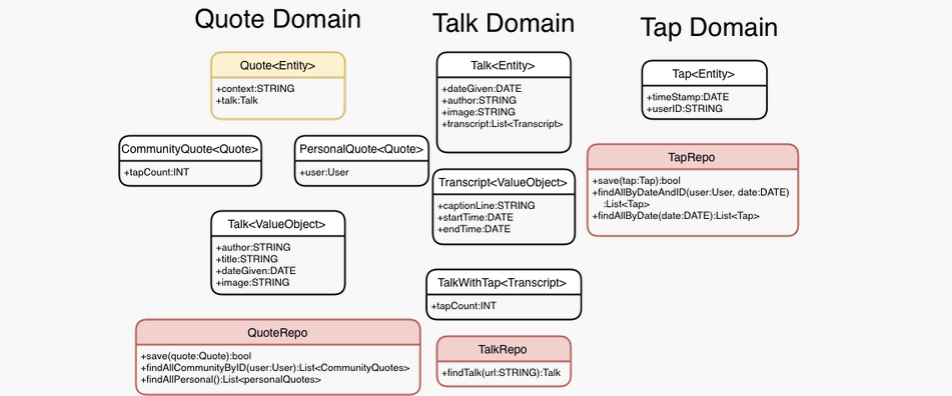 Quote Domain
Quote<Entity>
+context:STRING
+talk:Talk
CommunityQuote<Quote>
+tapCount:INT
PersonalQuote<Quote>
+user:User
Talk<ValueObject>
+author:STRING
+title:STRING
+dateGiven:DATE
+image:STRING
QuoteRepo
+save(quote:Quote):bool
+findAllCommunityByID(user:User):List<CommunityQuotes>
+findAllPersonal():List<personalQuotes>
Talk Domain
Talk<Entity>
+dateGiven:DATE
+author:STRING
+image:STRING
+transcript:List<Transcript>
Transcript<ValueObject>
+captionLine:STRING
+startTime:DATE
+endTime:DATE
TalkWithTap<Transcript>
+tapCount:INT
TalkRepo
+findTalk(url:STRING):Talk
Tap Domain
Tap<Entity>
+timeStamp:DATE
+userID:STRING
TapRepo
+save(tap:Tap):bool
+findAllByDateAndID(user:User, date:DATE)
:List<Tap>
+findAllByDate(date:DATE):List<Tap>